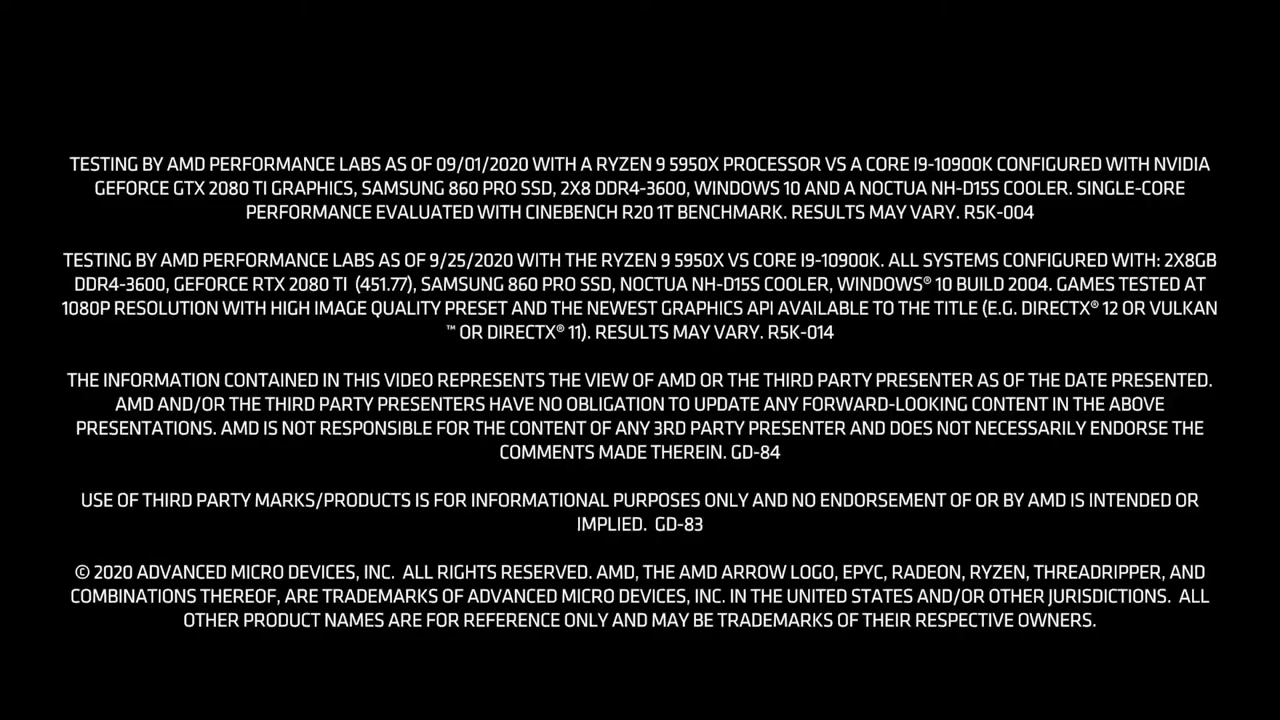 TESTING BY AMD PERFORMANCE LABS AS OF 09/01/2020 WITH A RYZEN 9 5950X PROCESSOR VS A CORE I9-10900K CONFIGURED WITH NVIDIA
GEFORCE GTX 2080 TI GRAPHICS, SAMSUNG 860 PRO SSD, 2X8 DDR4-3600, WINDOWS 10 AND A NOCTUA NH-D15S COOLER. SINGLE-CORE
PERFORMANCE EVALUATED WITH CINEBENCH R20 1T BENCHMARK. RESULTS MAY VARY. R5K-004
TESTING BY AMD PERFORMANCE LABS AS OF 9/25/2020 WITH THE RYZEN 9 5950X VS CORE I9-10900K. ALL SYSTEMS CONFIGURED WITH: 2X8GB
DDR4-3600, GEFORCE RTX 2080 TI (451.77), SAMSUNG 860 PRO SSD, NOCTUA NH-D15S COOLER, WINDOWS® 10 BUILD 2004. GAMES TESTED AT
1080P RESOLUTION WITH HIGH IMAGE QUALITY PRESET AND THE NEWEST GRAPHICS API AVAILABLE TO THE TITLE (E.G. DIRECTX® 12 OR VULKAN
™ OR DIRECTX® 11). RESULTS MAY VARY. R5K-014
THE INFORMATION CONTAINED IN THIS VIDEO REPRESENTS THE VIEW OF AMD OR THE THIRD PARTY PRESENTER AS OF THE DATE PRESENTED.
AMD AND/OR THE THIRD PARTY PRESENTERS HAVE NO OBLIGATION TO UPDATE ANY FORWARD-LOOKING CONTENT IN THE ABOVE
PRESENTATIONS. AMD IS NOT RESPONSIBLE FOR THE CONTENT OF ANY 3RD PARTY PRESENTER AND DOES NOT NECESSARILY ENDORSE THE
COMMENTS MADE THEREIN. GD-84
USE OF THIRD PARTY MARKS/PRODUCTS IS FOR INFORMATIONAL PURPOSES ONLY AND NO ENDORSEMENT OF OR BY AMD IS INTENDED OR
IMPLIED. GD-83
© 2020 ADVANCED MICRO DEVICES, INC. ALL RIGHTS RESERVED. AMD, THE AMD ARROW LOGO, EPYC, RADEON, RYZEN, THREADRIPPER, AND
COMBINATIONS THEREOF, ARE TRADEMARKS OF ADVANCED MICRO DEVICES, INC. IN THE UNITED STATES AND/OR OTHER JURISDICTIONS. ALL
OTHER PRODUCT NAMES ARE FOR REFERENCE ONLY AND MAY BE TRADEMARKS OF THEIR RESPECTIVE OWNERS.